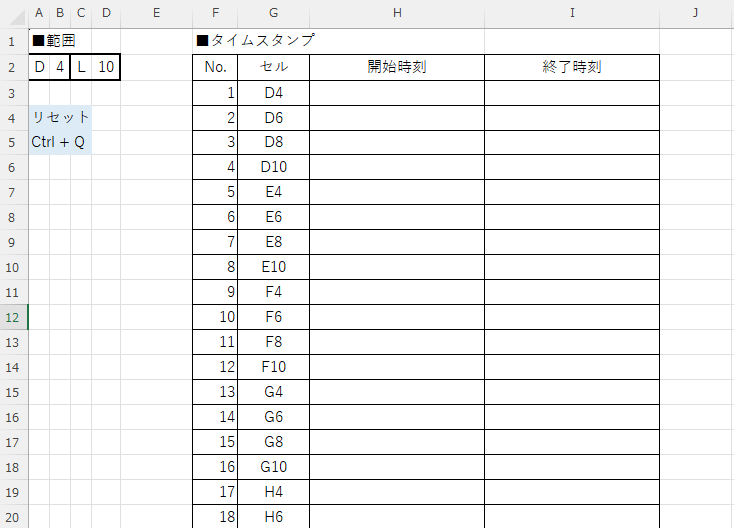 A B C D E F G H I J
1 ■範囲 ■タイムスタンプ
2 D 4 L 10 No. セル 開始時刻 終了時刻
3 1 D4
4 リセット 2 D6
5 Ctrl + Q 3 D8
6 4 D10
7 5 E4
8 6 E6
9 7 E8
10 8 E10
11 9 F4
12 10 F6
13 11 F8
14 12 F10
15 13 G4
16 14 G6
17 15 G8
18 16 G10
19 17 H4
20 18 H6